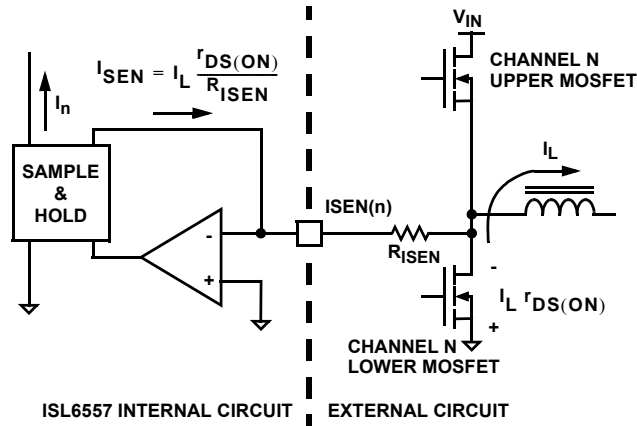 V_IN
CHANNEL N
UPPER MOSFET
I_SEN = I_L r_DS(ON) / R_ISEN
I_n
I_L
SAMPLE
&
HOLD
ISEN(n)
-
+
R_ISEN
-
I_L r_DS(ON)
+
CHANNEL N
LOWER MOSFET
ISL6557 INTERNAL CIRCUIT
EXTERNAL CIRCUIT